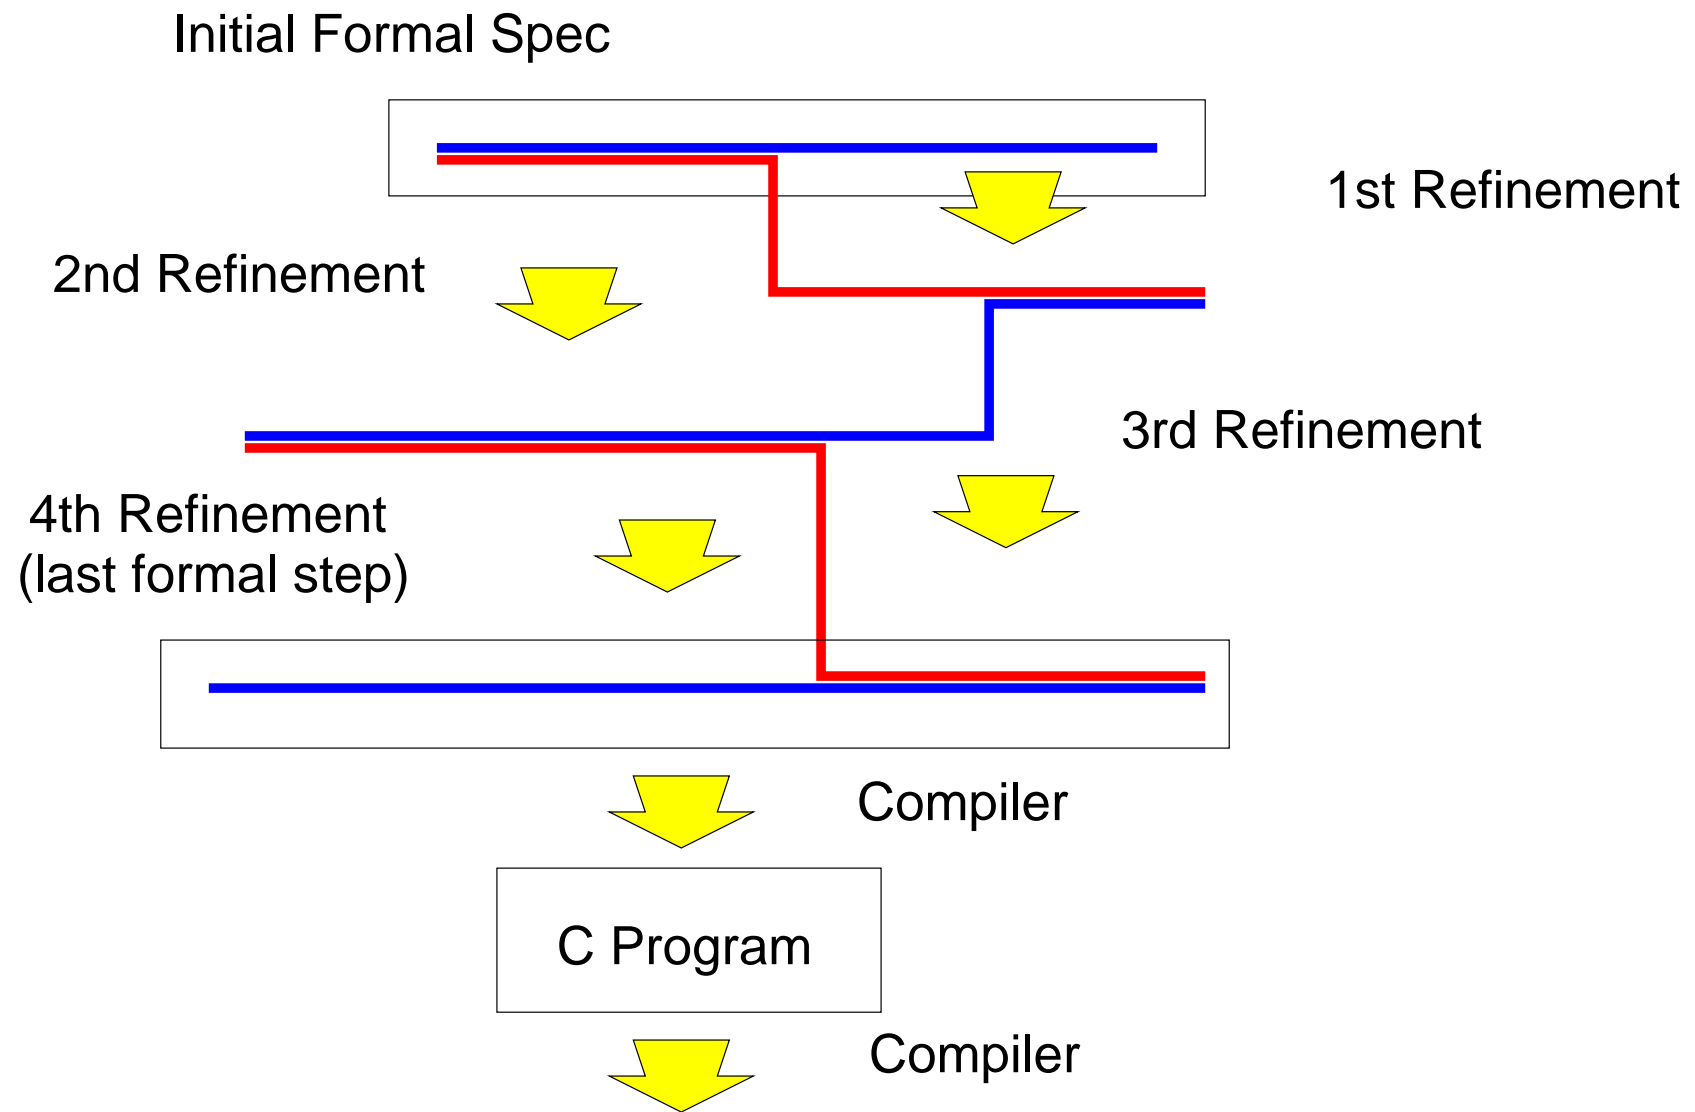 Initial Formal Spec
1st Refinement
2nd Refinement
3rd Refinement
4th Refinement
(last formal step)
Compiler
C Program
Compiler